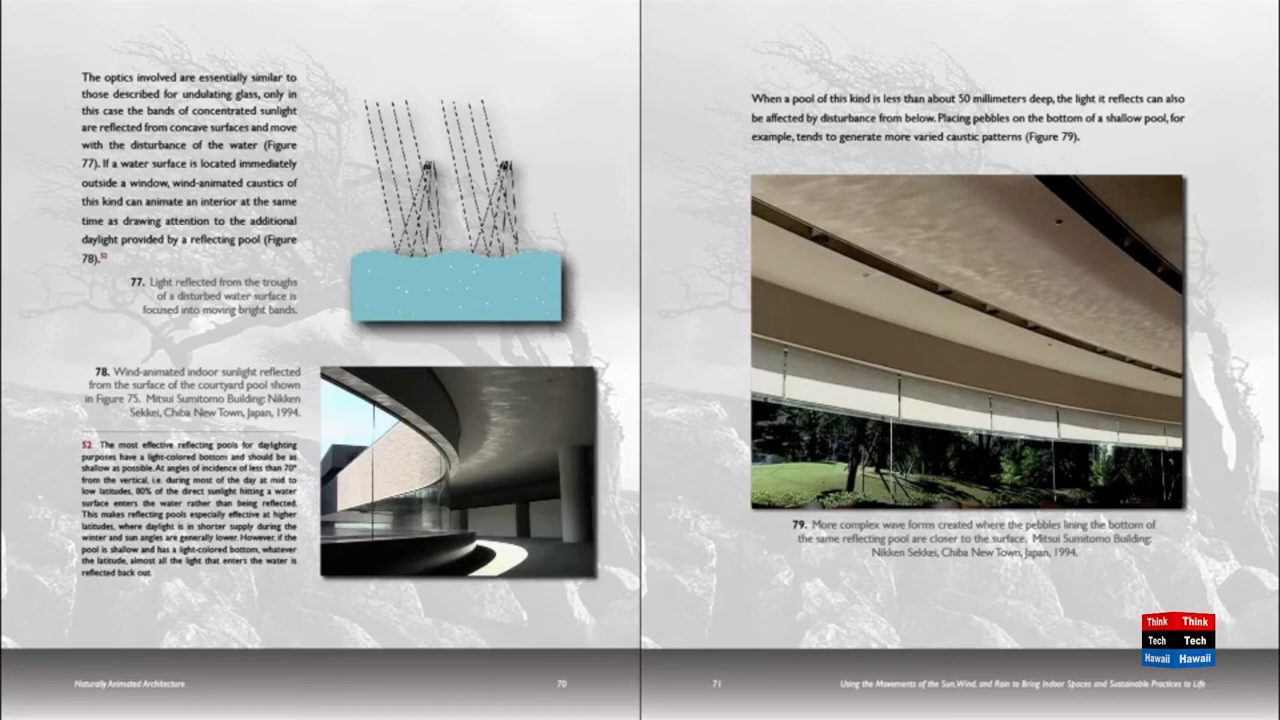 The optics involved are essentially similar to
those described for undulating glass, only in
this case the bands of concentrated sunlight
are reflected from concave surfaces and move
with the disturbance of the water (Figure
77). If a water surface is located immediately
outside a window, wind-animated caustics of
this kind can animate an interior at the same
time as drawing attention to the additional
daylight provided by a reflecting pool (Figure
78).52
77. Light reflected from the troughs
of a disturbed water surface is
focused into moving bright bands.
78. Wind-animated indoor sunlight reflected
from the surface of the courtyard pool shown
in Figure 75. Mitsui Sumitomo Building: Nikken
Sekkei, Chiba New Town, Japan, 1994.
52 The most effective reflecting pools for daylighting
purposes have a light-colored bottom and should be as
shallow as possible. At angles of incidence of less than 70°
from the vertical, i.e. during most of the day at mid to
low latitudes, 80% of the direct sunlight hitting a water
surface enters the water rather than being reflected.
This makes reflecting pools especially effective at higher
latitudes, where daylight is in shorter supply during the
winter and sun angles are generally lower. However, if the
pool is shallow and has a light-colored bottom, whatever
the latitude, almost all the light that enters the water is
reflected back out.
Naturally Animated Architecture
70
When a pool of this kind is less than about 50 millimeters deep, the light it reflects can also
be affected by disturbance from below. Placing pebbles on the bottom of a shallow pool, for
example, tends to generate more varied caustic patterns (Figure 79).
79. More complex wave forms created where the pebbles lining the bottom of
the same reflecting pool are closer to the surface. Mitsui Sumitomo Building:
Nikken Sekkei, Chiba New Town, Japan, 1994.
Think Think
Tech Tech
Hawaii Hawaii
71
Using the Movements of the Sun, Wind, and Rain to Bring Indoor Spaces and Sustainable Practices to Life